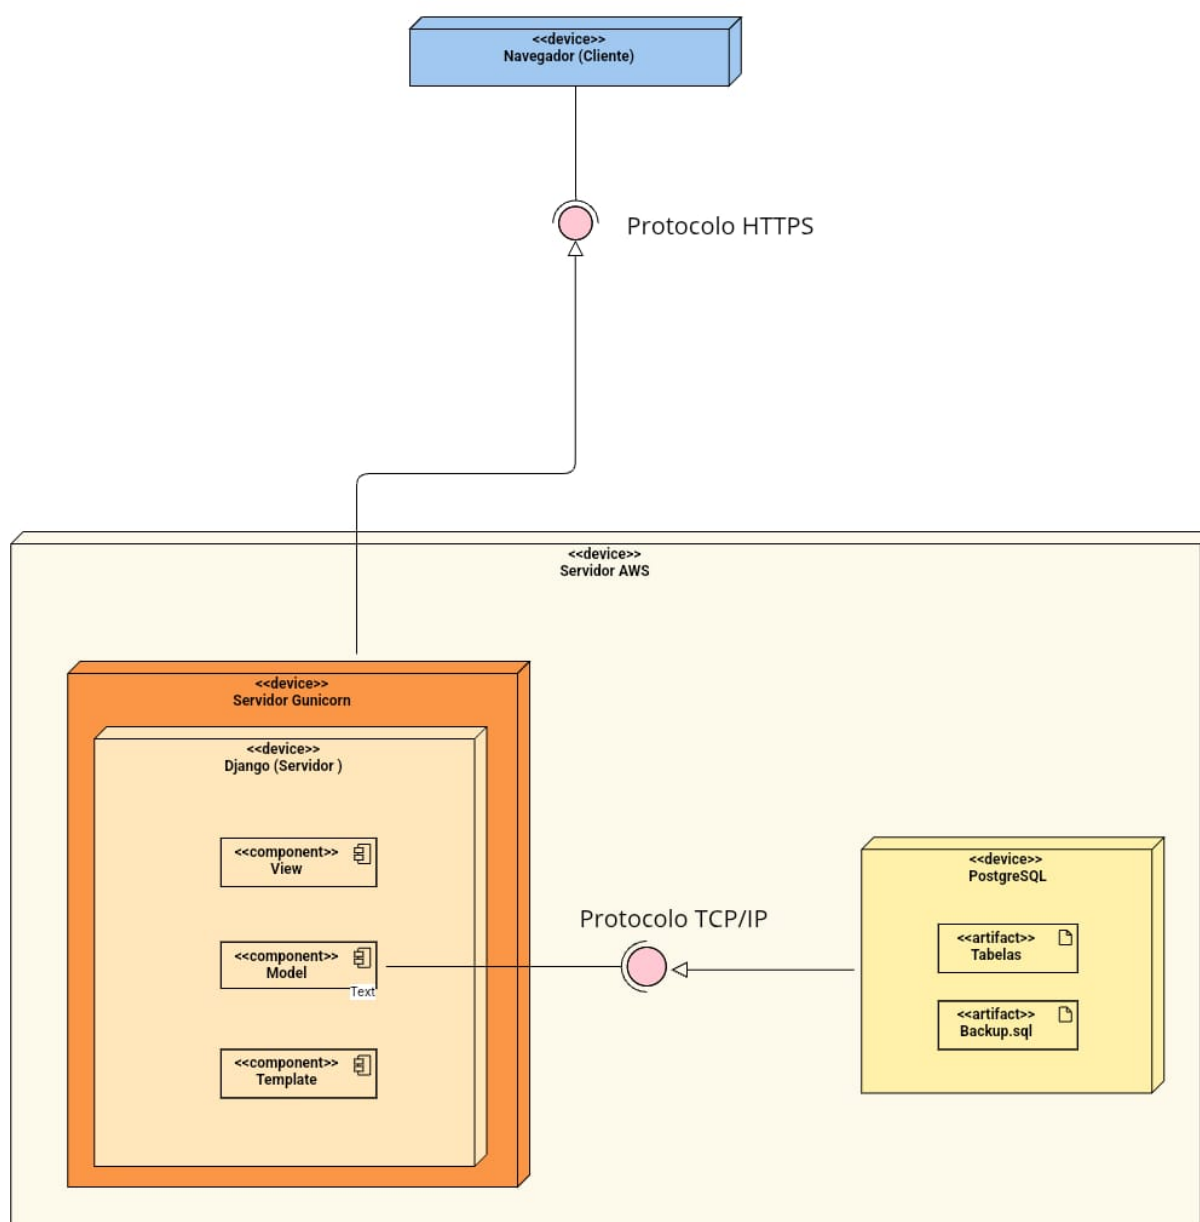 <<device>>
Navegador (Cliente)
Protocolo HTTPS
<<device>>
Servidor AWS
<<device>>
Servidor Gunicorn
<<device>>
Django (Servidor )
<<component>>
View
<<component>>
Model
Text
<<component>>
Template
Protocolo TCP/IP
<<device>>
PostgreSQL
<<artifact>>
Tabelas
<<artifact>>
Backup.sql